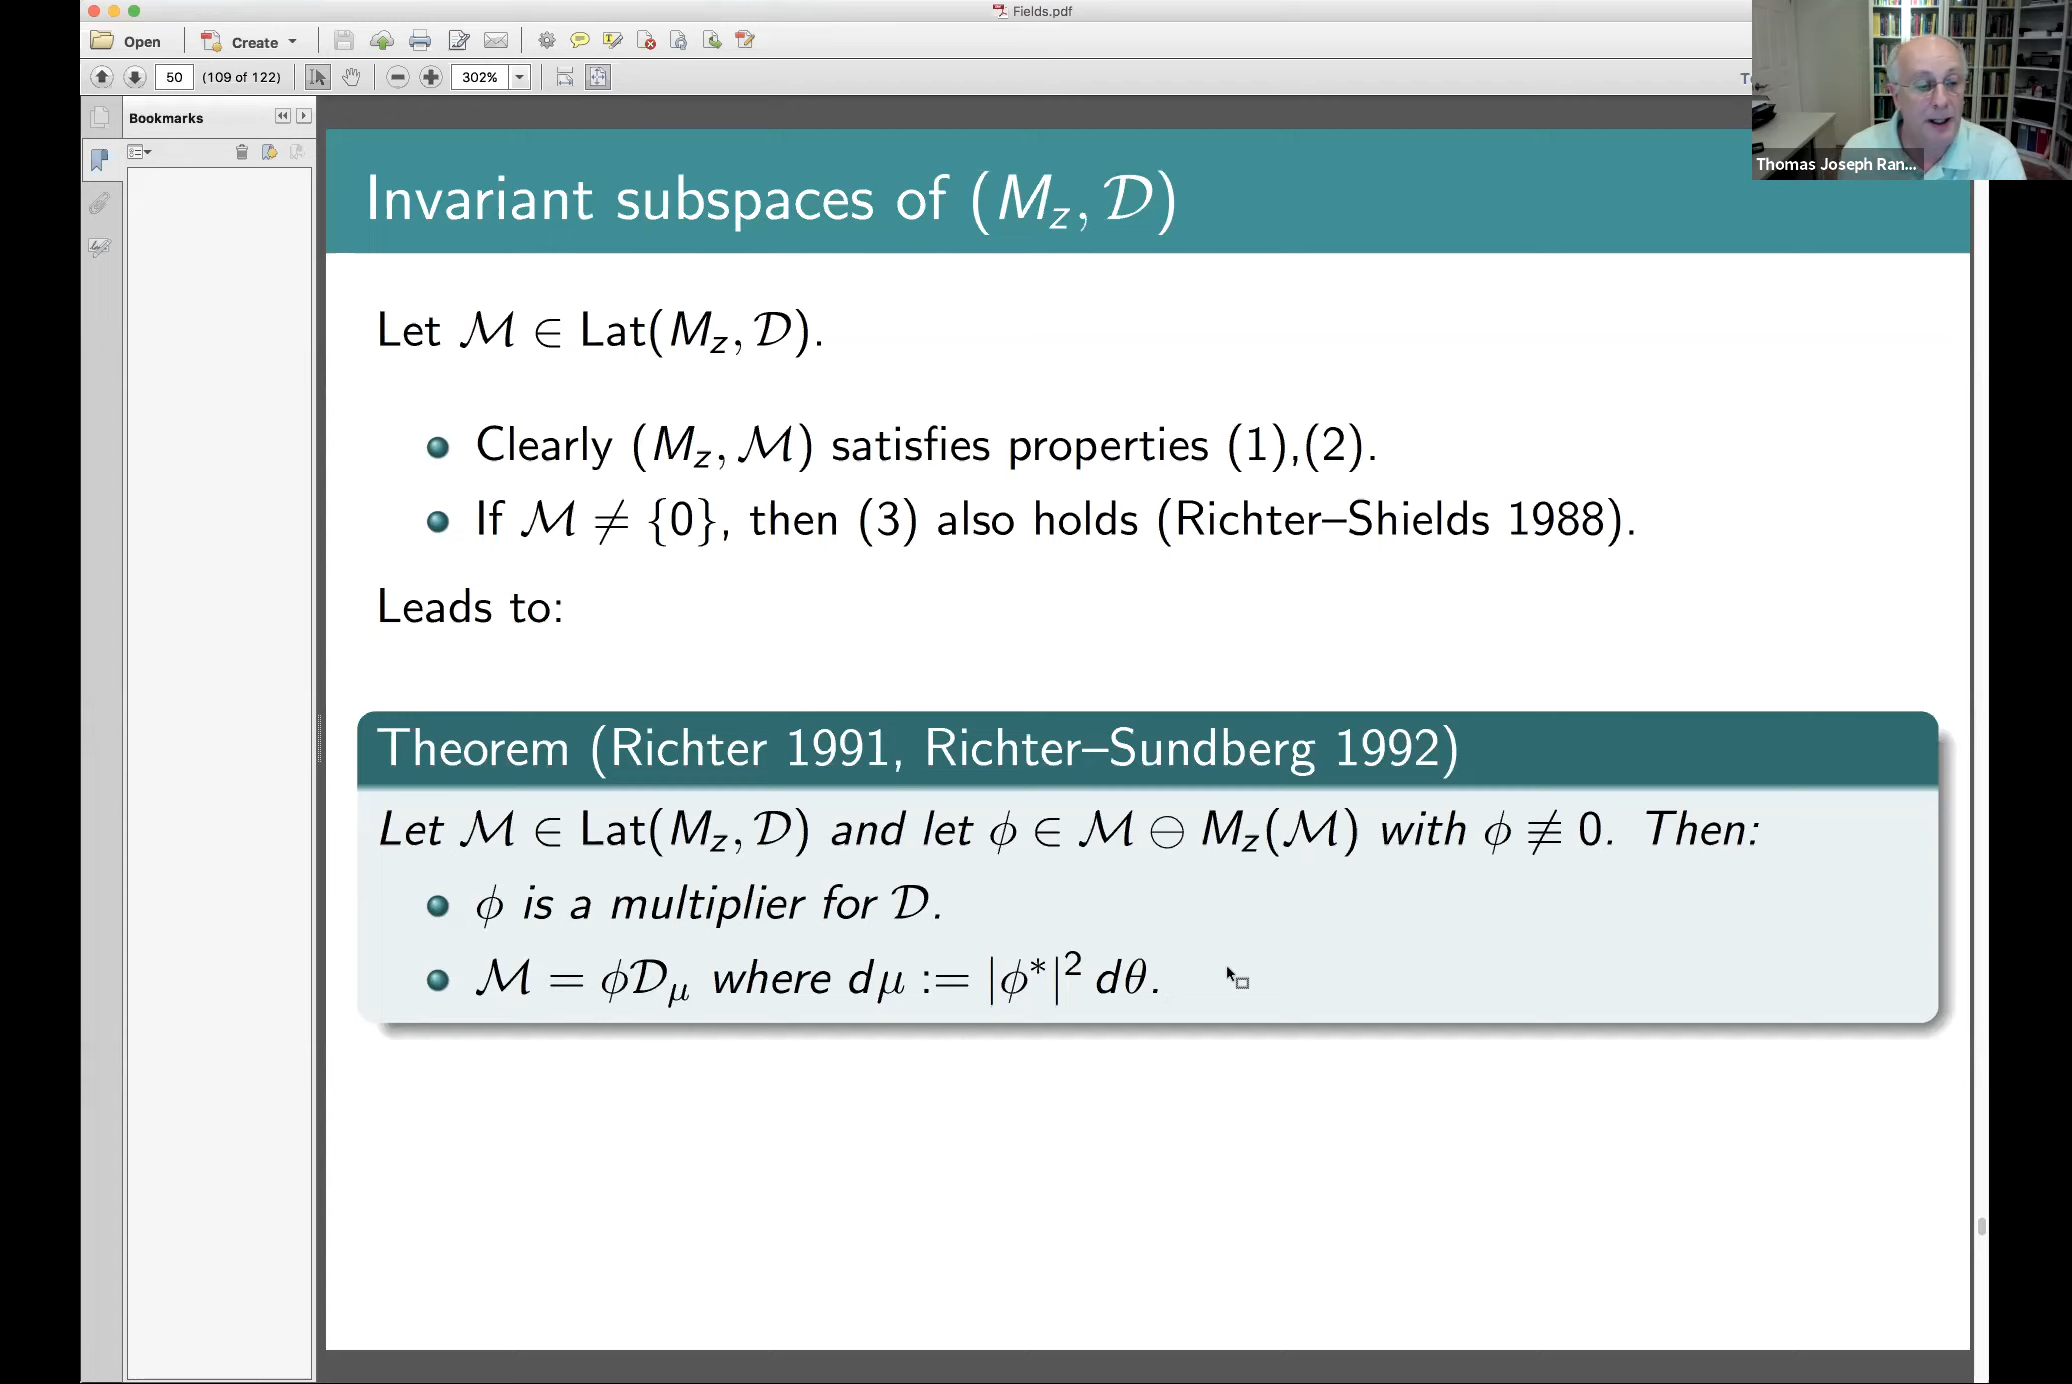 Fields.pdf
Open
Create
50 (109 of 122)
302%
Bookmarks
Thomas Joseph Ran...
Invariant subspaces of (M_z, 𝒟)
Let ℳ ∈ Lat(M_z, 𝒟).
Clearly (M_z, ℳ) satisfies properties (1),(2).
If ℳ ≠ {0}, then (3) also holds (Richter–Shields 1988).
Leads to:
Theorem (Richter 1991, Richter–Sundberg 1992)
Let ℳ ∈ Lat(M_z, 𝒟) and let ϕ ∈ ℳ ⊖ M_z(ℳ) with ϕ ≢ 0. Then:
ϕ is a multiplier for 𝒟.
ℳ = ϕ𝒟_μ where dμ := |ϕ*|² dθ.